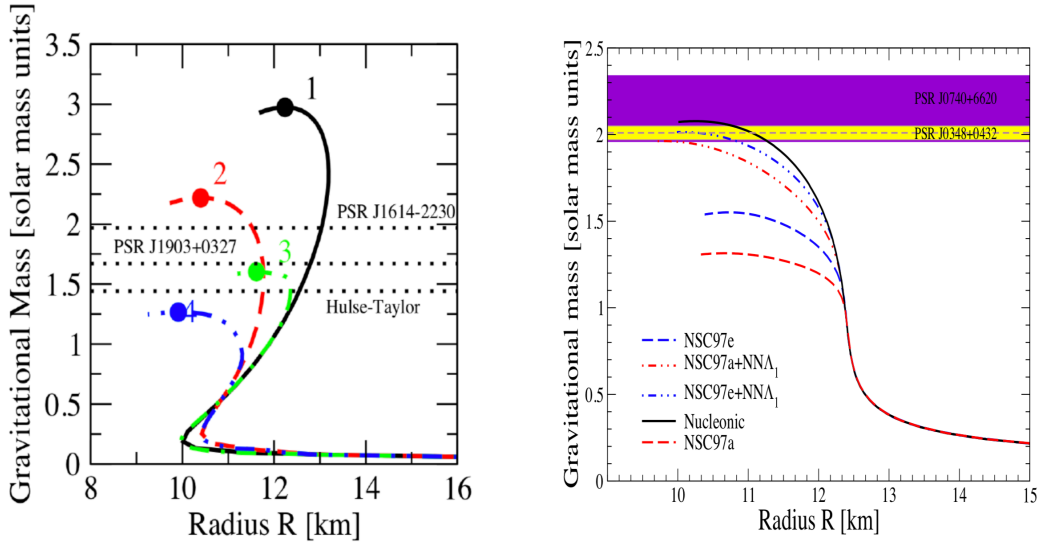 Gravitational Mass [solar mass units]
3.5
3
2.5
2
1.5
1
0.5
0
1
2
3
4
PSR J1614-2230
PSR J1903+0327
Hulse-Taylor
8
10
12
14
16
Radius R [km]
Gravitational mass [solar mass units]
2.5
2
1.5
1
0.5
0
PSR J0740+6620
PSR J0348+0432
NSC97e
NSC97a+NNΛ1
NSC97e+NNΛ1
Nucleonic
NSC97a
10
11
12
13
14
15
Radius R [km]